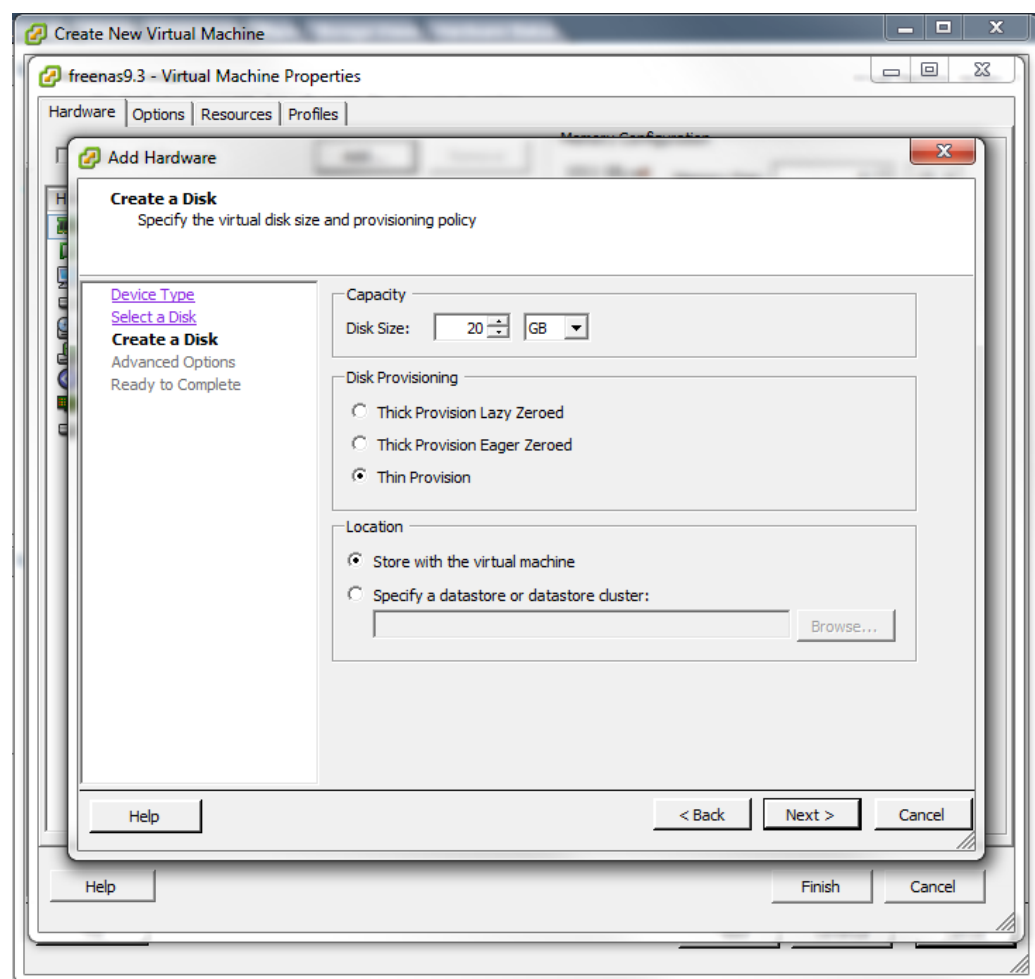 Create New Virtual Machine
freenas9.3 - Virtual Machine Properties
Hardware Options Resources Profiles
Memory Configuration
Add Hardware
Create a Disk
Specify the virtual disk size and provisioning policy
Device Type
Select a Disk
Create a Disk
Advanced Options
Ready to Complete
Capacity
Disk Size: 20 GB
Disk Provisioning
Thick Provision Lazy Zeroed
Thick Provision Eager Zeroed
Thin Provision
Location
Store with the virtual machine
Specify a datastore or datastore cluster:
Browse...
Help < Back Next > Cancel
Help Finish Cancel